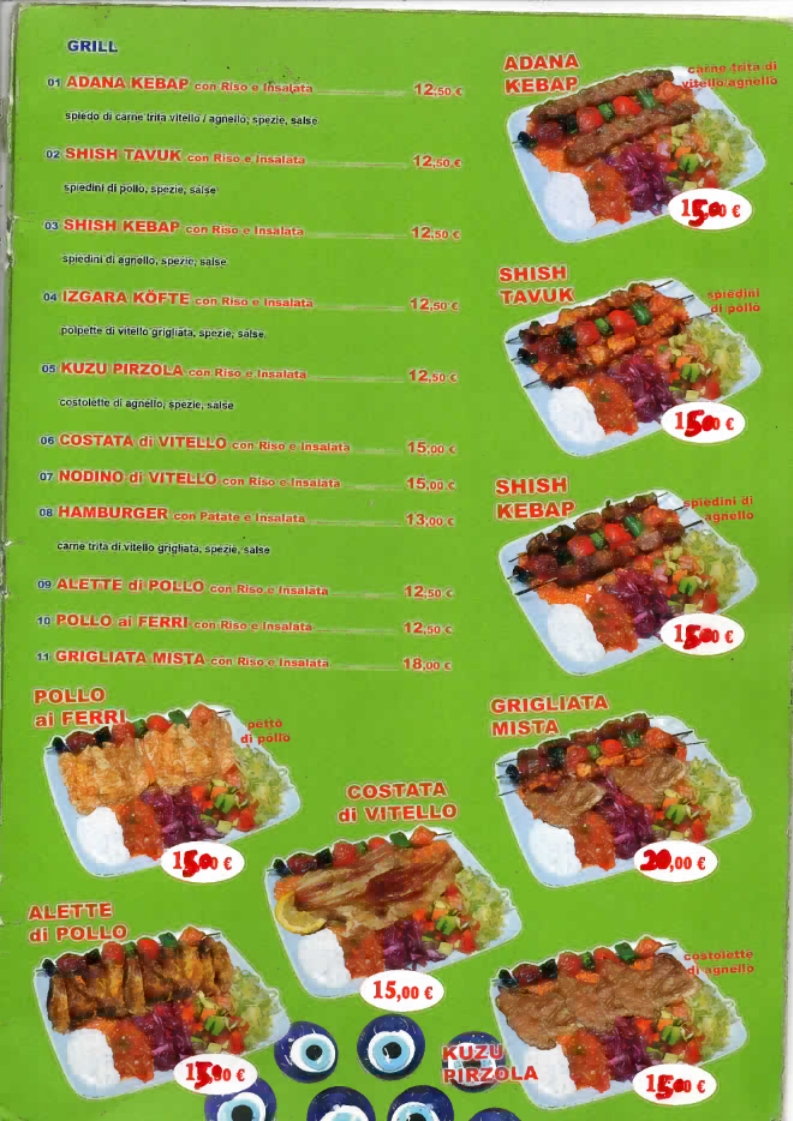 GRILL
01 ADANA KEBAP con Riso e Insalata 12,50 €
spiedo di carne trita vitello / agnello, spezie, salse
02 SHISH TAVUK con Riso e Insalata 12,50 €
spiedini di pollo, spezie, salse
03 SHISH KEBAP con Riso e Insalata 12,50 €
spiedini di agnello, spezie, salse
04 IZGARA KÖFTE con Riso e Insalata 12,50 €
polpette di vitello grigliata, spezie, salse
05 KUZU PIRZOLA con Riso e Insalata 12,50 €
costolette di agnello, spezie, salse
06 COSTATA di VITELLO con Riso e Insalata 15,00 €
07 NODINO di VITELLO con Riso e Insalata 15,00 €
08 HAMBURGER con Patate e Insalata 13,00 €
carne trita di vitello grigliata, spezie, salse
09 ALETTE di POLLO con Riso e Insalata 12,50 €
10 POLLO ai FERRI con Riso e Insalata 12,50 €
11 GRIGLIATA MISTA con Riso e Insalata 18,00 €
ADANA
KEBAP
carne trita di
vitello/agnello
15,00 €
SHISH
TAVUK
spiedini
di pollo
15,00 €
SHISH
KEBAP
spiedini di
agnello
15,00 €
POLLO
ai FERRI
petto
di pollo
15,00 €
GRIGLIATA
MISTA
20,00 €
COSTATA
di VITELLO
15,00 €
ALETTE
di POLLO
15,00 €
costolette
di agnello
KUZU
PIRZOLA
15,00 €